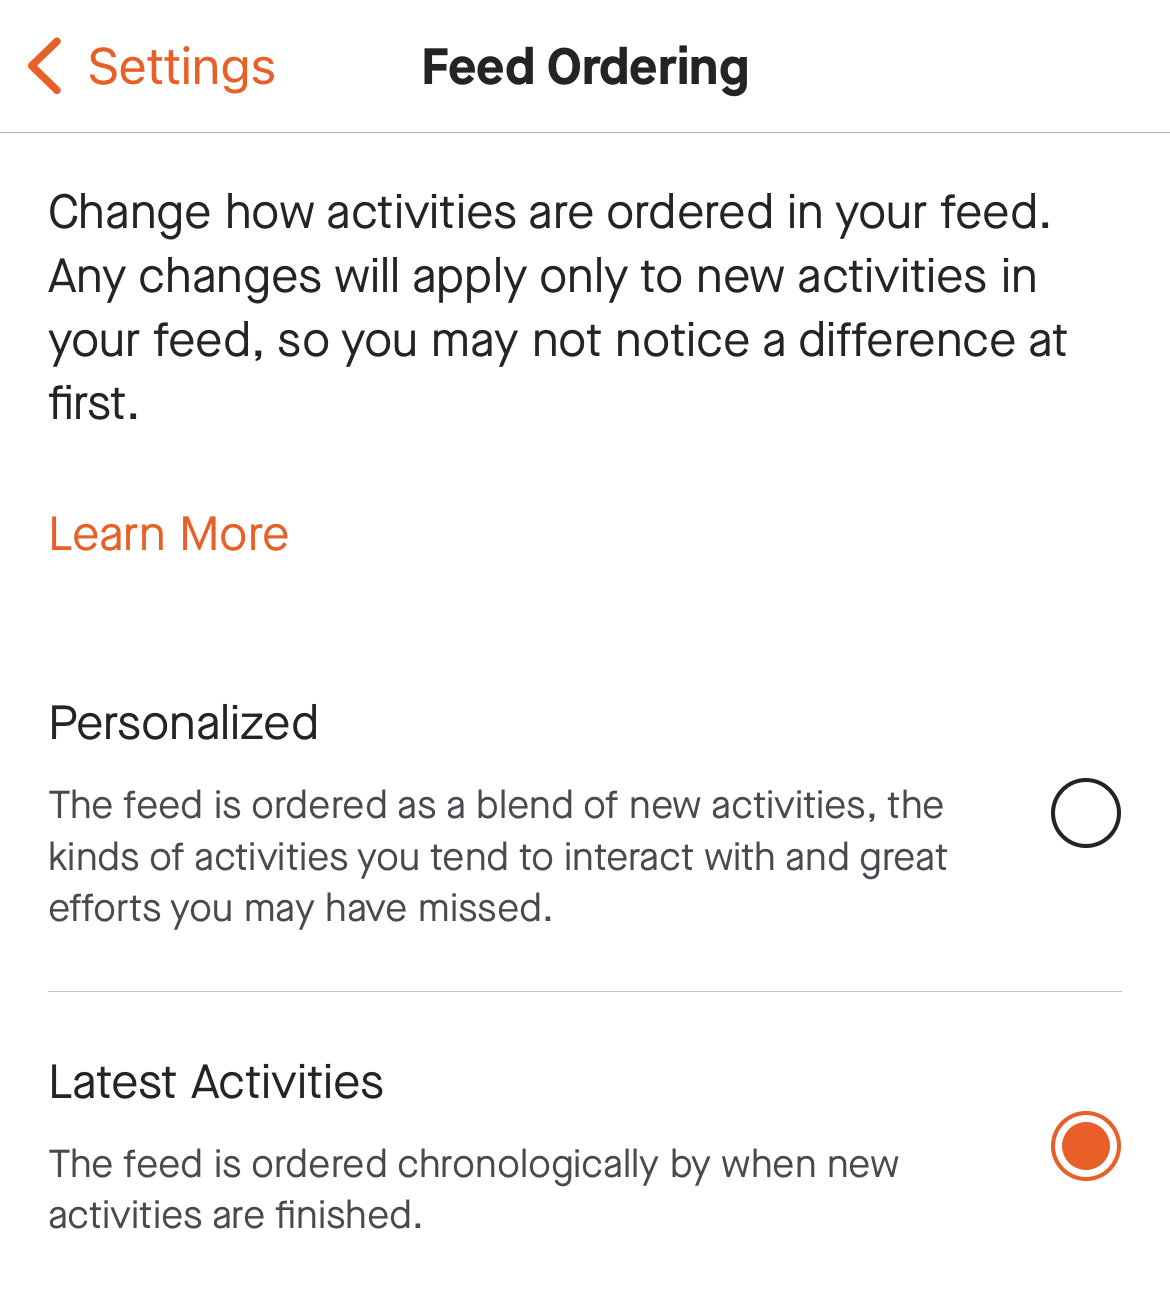 Settings
Feed Ordering
Change how activities are ordered in your feed.
Any changes will apply only to new activities in
your feed, so you may not notice a difference at
first.
Learn More
Personalized
The feed is ordered as a blend of new activities, the
kinds of activities you tend to interact with and great
efforts you may have missed.
Latest Activities
The feed is ordered chronologically by when new
activities are finished.